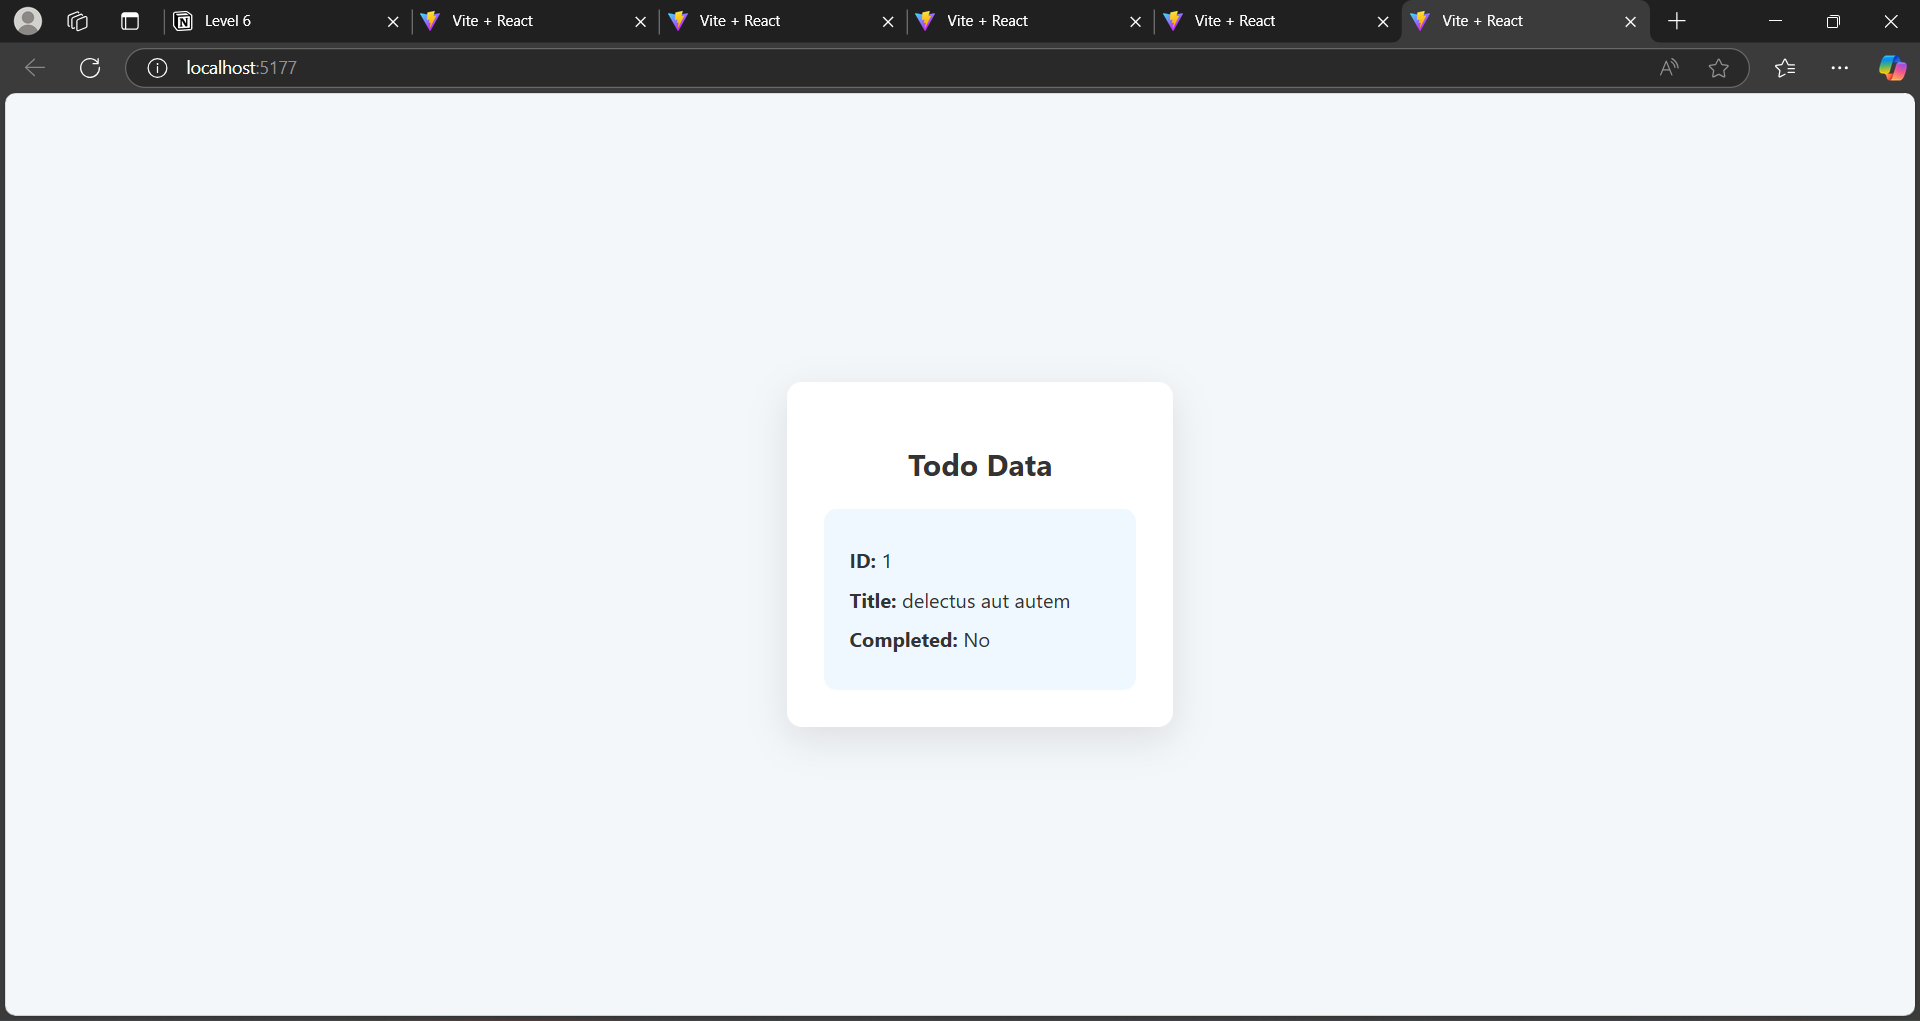 Level 6
Vite + React
Vite + React
Vite + React
Vite + React
Vite + React
localhost:5177
Todo Data
ID: 1
Title: delectus aut autem
Completed: No